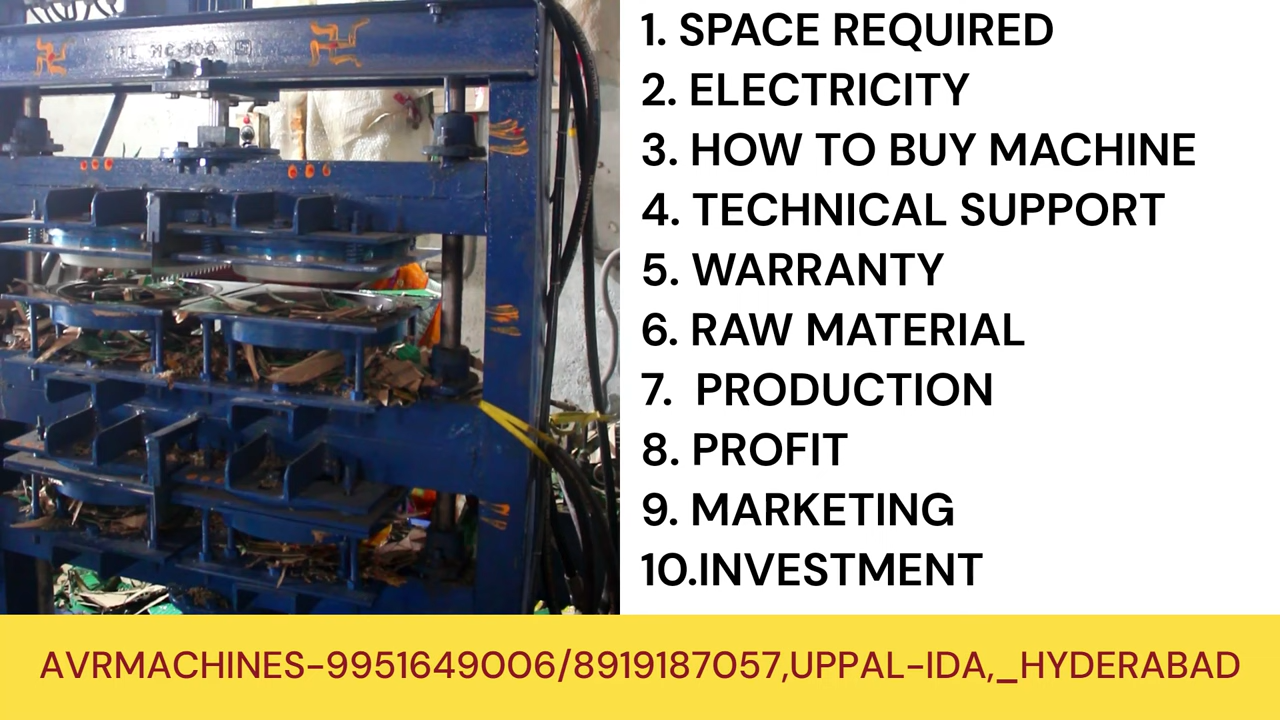 1. SPACE REQUIRED
2. ELECTRICITY
3. HOW TO BUY MACHINE
4. TECHNICAL SUPPORT
5. WARRANTY
6. RAW MATERIAL
7. PRODUCTION
8. PROFIT
9. MARKETING
10.INVESTMENT
AVRMACHINES-9951649006/8919187057,UPPAL-IDA,_HYDERABAD